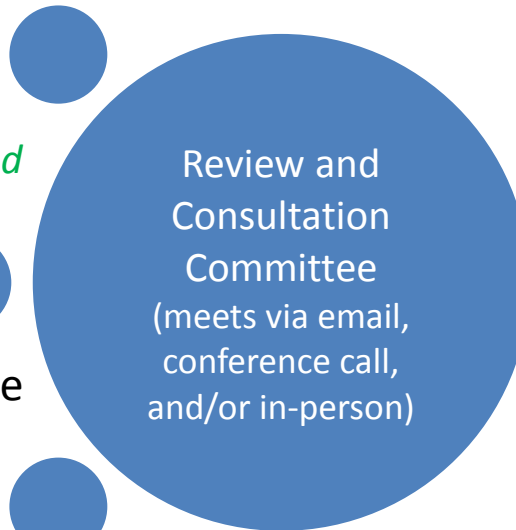 d
Review and
Consultation
Committee
(meets via email,
conference call,
and/or in-person)
e